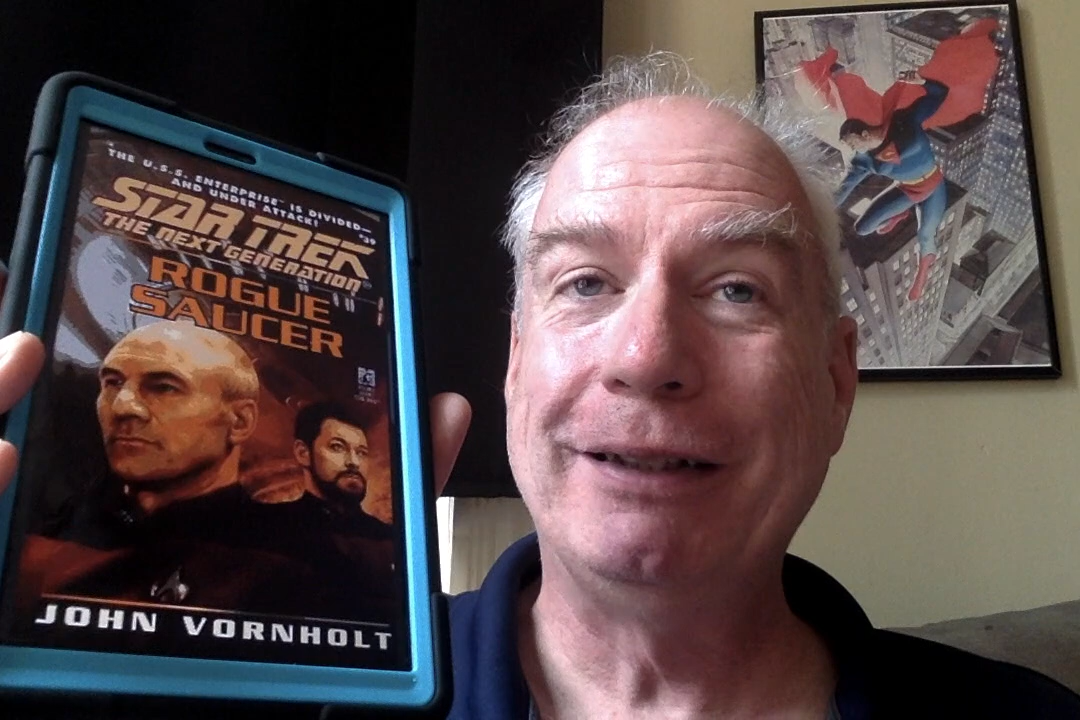 THE U.S.S. ENTERPRISE™ IS DIVIDED—
AND UNDER ATTACK!
#39
STAR TREK
THE NEXT GENERATION®
ROGUE
SAUCER
JOHN VORNHOLT